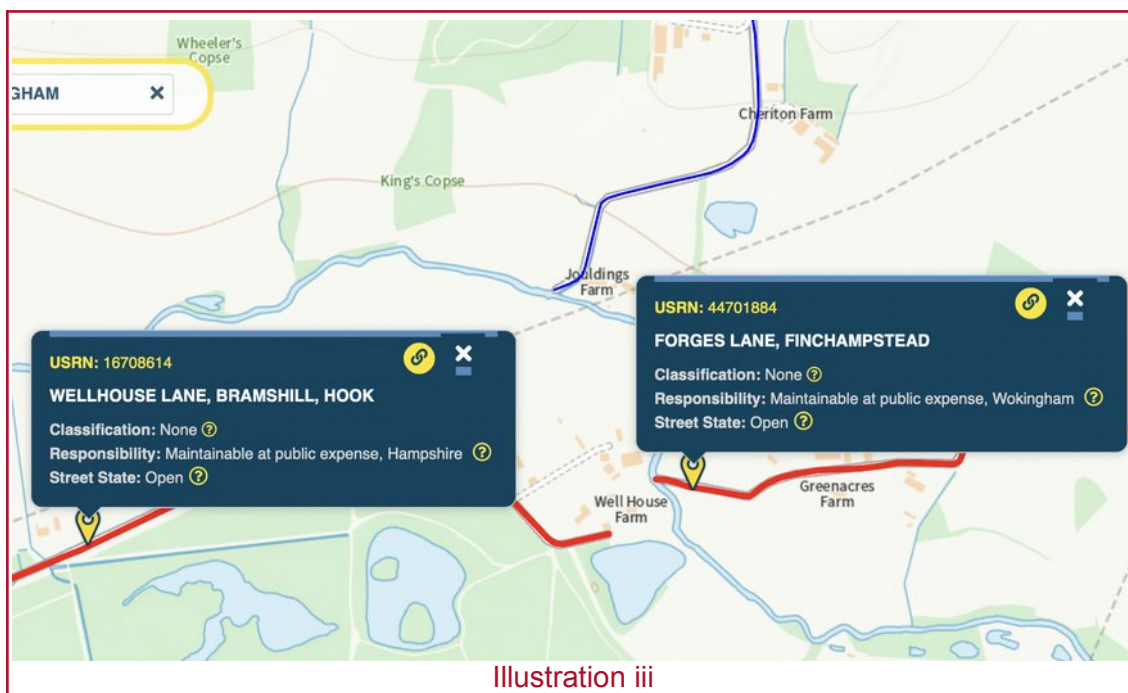 Wheeler's
Copse
GHAM ×
Cheriton Farm
King's Copse
Jouldings
Farm
USRN: 16708614
WELLHOUSE LANE, BRAMSHILL, HOOK
Classification: None ?
Responsibility: Maintainable at public expense, Hampshire ?
Street State: Open ?
USRN: 44701884
FORGES LANE, FINCHAMPSTEAD
Classification: None ?
Responsibility: Maintainable at public expense, Wokingham ?
Street State: Open ?
Well House
Farm
Greenacres
Farm
Illustration iii